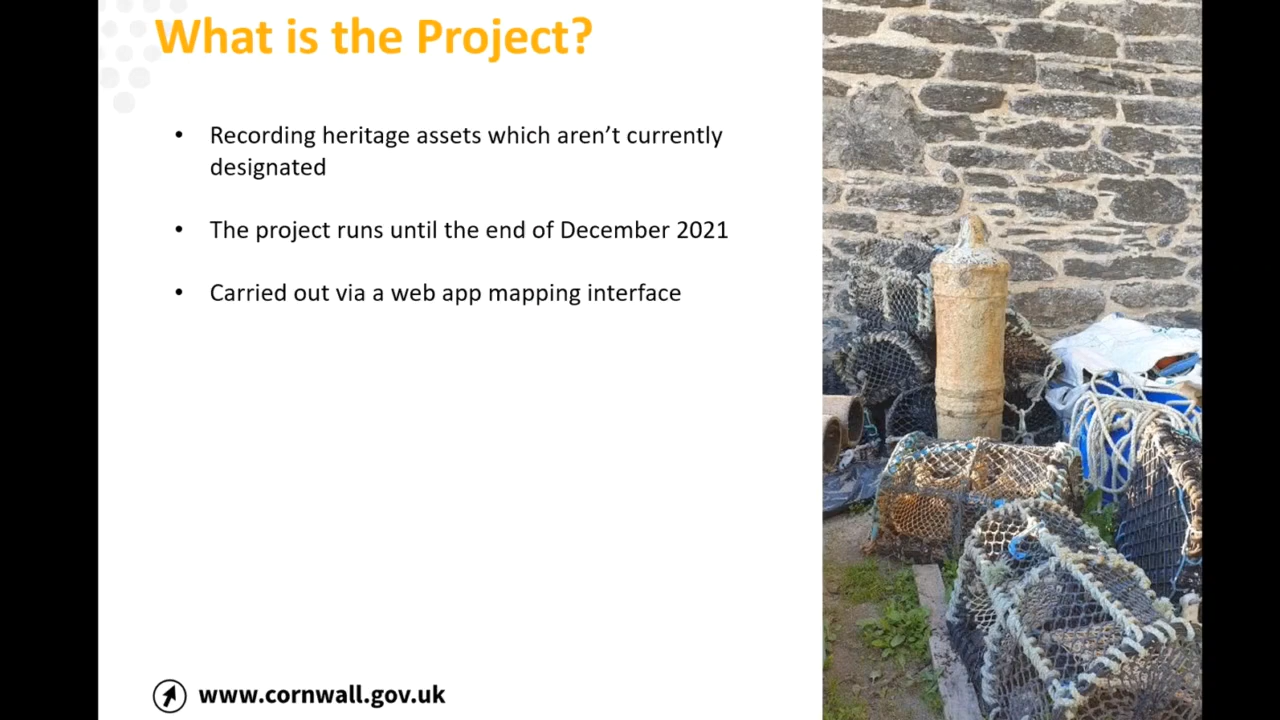 What is the Project?
• Recording heritage assets which aren’t currently
designated
• The project runs until the end of December 2021
• Carried out via a web app mapping interface
www.cornwall.gov.uk